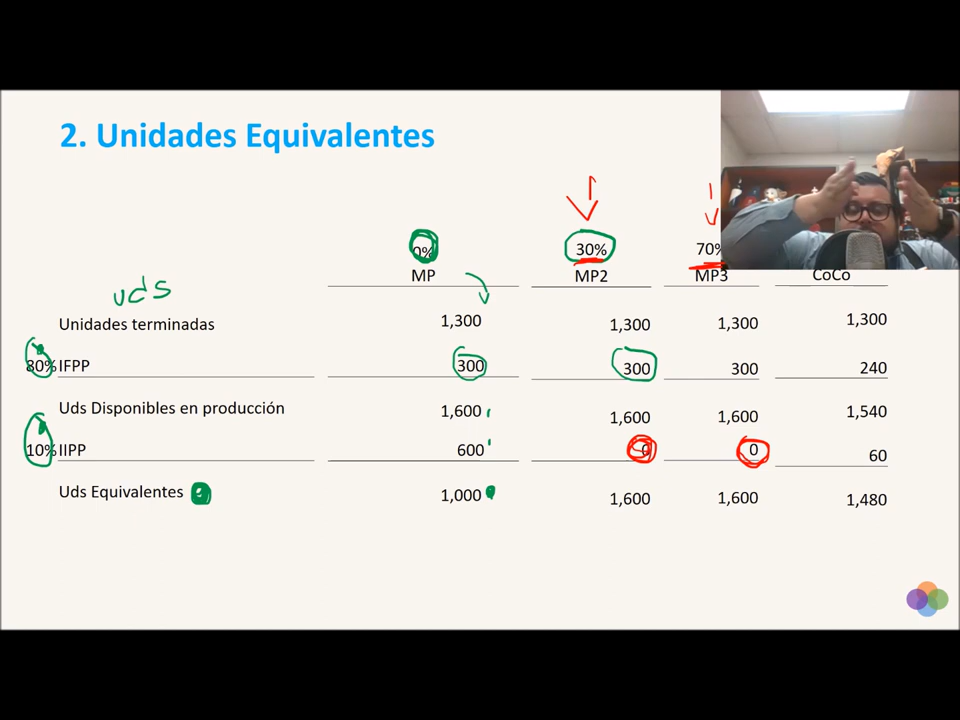 2. Unidades Equivalentes
0% 30% 70%
MP MP2 MP3 CoCo
uds
Unidades terminadas 1,300 1,300 1,300 1,300
80% IFPP 300 300 300 240
Uds Disponibles en producción 1,600 1,600 1,600 1,540
10% IIPP 600 0 0 60
Uds Equivalentes 1,000 1,600 1,600 1,480